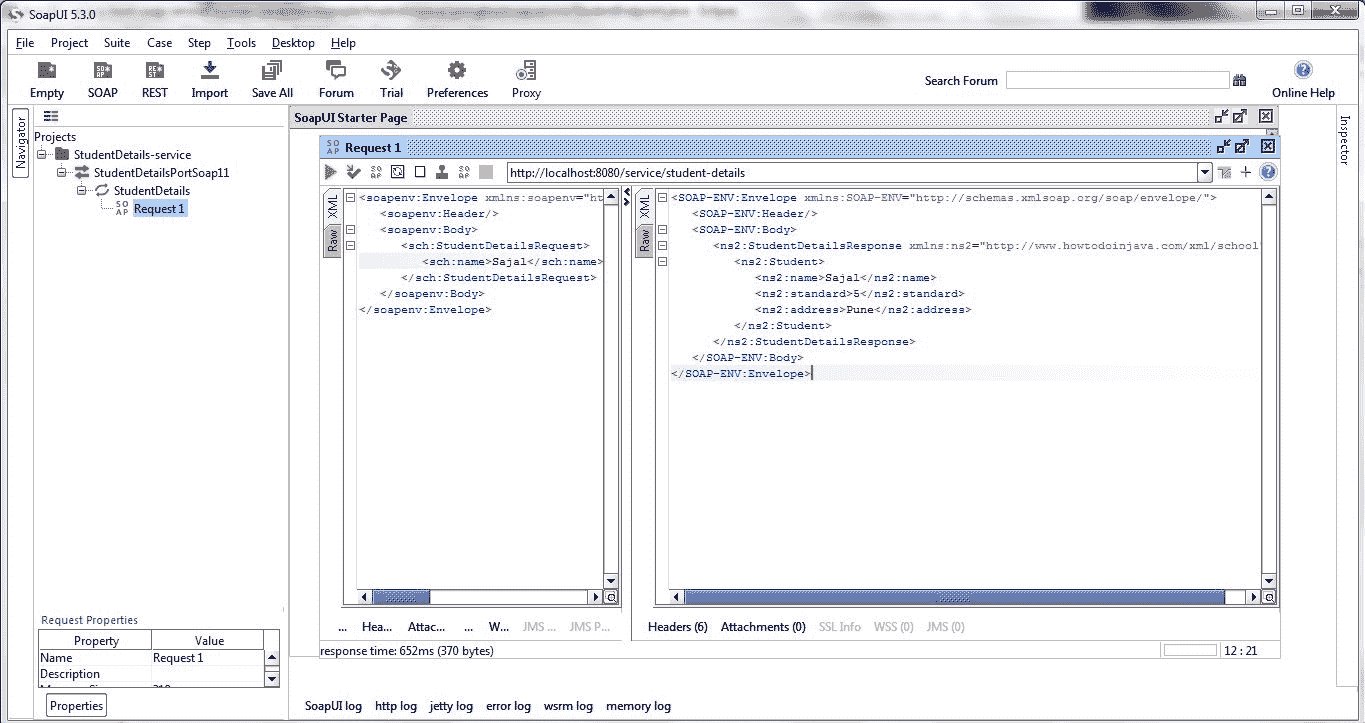 SoapUI 5.3.0
File Project Suite Case Step Tools Desktop Help
Empty SOAP REST Import Save All Forum Trial Preferences Proxy
Search Forum
Online Help
Navigator
Projects
StudentDetails-service
StudentDetailsPortSoap11
StudentDetails
Request 1
SoapUI Starter Page
Request 1
http://localhost:8080/service/student-details
XML
Raw
<soapenv:Envelope xmlns:soapenv="ht
<soapenv:Header/>
<soapenv:Body>
<sch:StudentDetailsRequest>
<sch:name>Sajal</sch:name>
</sch:StudentDetailsRequest>
</soapenv:Body>
</soapenv:Envelope>
XML
Raw
<SOAP-ENV:Envelope xmlns:SOAP-ENV="http://schemas.xmlsoap.org/soap/envelope/">
<SOAP-ENV:Header/>
<SOAP-ENV:Body>
<ns2:StudentDetailsResponse xmlns:ns2="http://www.howtodoinjava.com/xml/school"
<ns2:Student>
<ns2:name>Sajal</ns2:name>
<ns2:standard>5</ns2:standard>
<ns2:address>Pune</ns2:address>
</ns2:Student>
</ns2:StudentDetailsResponse>
</SOAP-ENV:Body>
</SOAP-ENV:Envelope>
Inspector
... Hea... Attac... ... W... JMS ... JMS P...
Headers (6) Attachments (0) SSL Info WSS (0) JMS (0)
response time: 652ms (370 bytes)
12 : 21
Request Properties
Property Value
Name Request 1
Description
Properties
SoapUI log http log jetty log error log wsrm log memory log